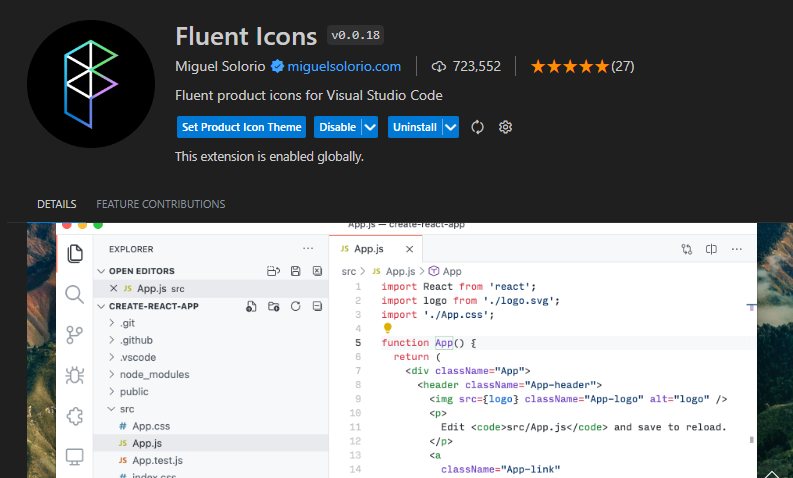 Fluent Icons v0.0.18
Miguel Solorio miguelsolorio.com 723,552 (27)
Fluent product icons for Visual Studio Code
Set Product Icon Theme Disable Uninstall
This extension is enabled globally.
DETAILS FEATURE CONTRIBUTIONS
App.js — create-react-app
EXPLORER ···
OPEN EDITORS
JS App.js src
CREATE-REACT-APP
.git
.github
.vscode
node_modules
public
src
# App.css
JS App.js
JS App.test.js
# index.css
JS App.js ···
src > JS App.js > App
1 import React from 'react';
2 import logo from './logo.svg';
3 import './App.css';
4
5 function App() {
6 return (
7 <div className="App">
8 <header className="App-header">
9 <img src={logo} className="App-logo" alt="logo" />
10 <p>
11 Edit <code>src/App.js</code> and save to reload.
12 </p>
13 <a
14 className="App-link"